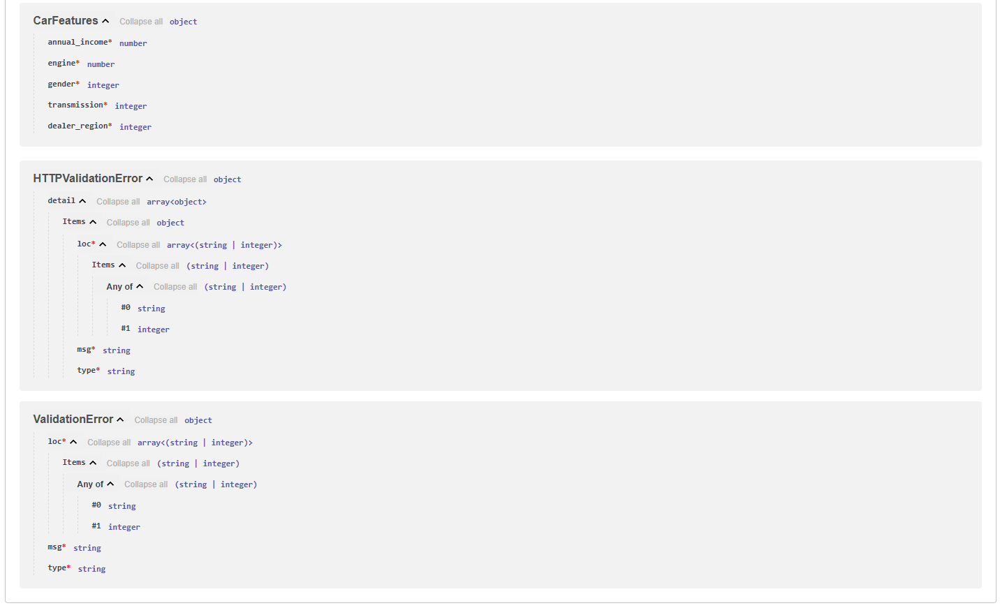 CarFeatures Collapse all object
annual_income* number
engine* number
gender* integer
transmission* integer
dealer_region* integer
HTTPValidationError Collapse all object
detail Collapse all array<object>
Items Collapse all object
loc* Collapse all array<(string | integer)>
Items Collapse all (string | integer)
Any of Collapse all (string | integer)
#0 string
#1 integer
msg* string
type* string
ValidationError Collapse all object
loc* Collapse all array<(string | integer)>
Items Collapse all (string | integer)
Any of Collapse all (string | integer)
#0 string
#1 integer
msg* string
type* string